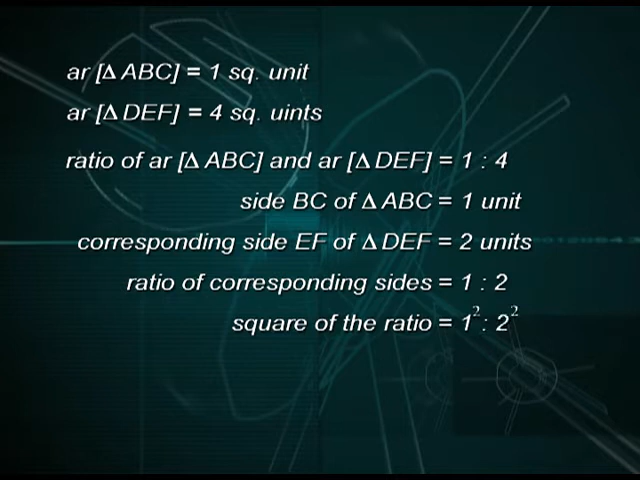 ar [Δ ABC] = 1 sq. unit
ar [Δ DEF] = 4 sq. uints
ratio of ar [Δ ABC] and ar [Δ DEF] = 1 : 4
side BC of Δ ABC = 1 unit
corresponding side EF of Δ DEF = 2 units
ratio of corresponding sides = 1 : 2
square of the ratio = 1² : 2²